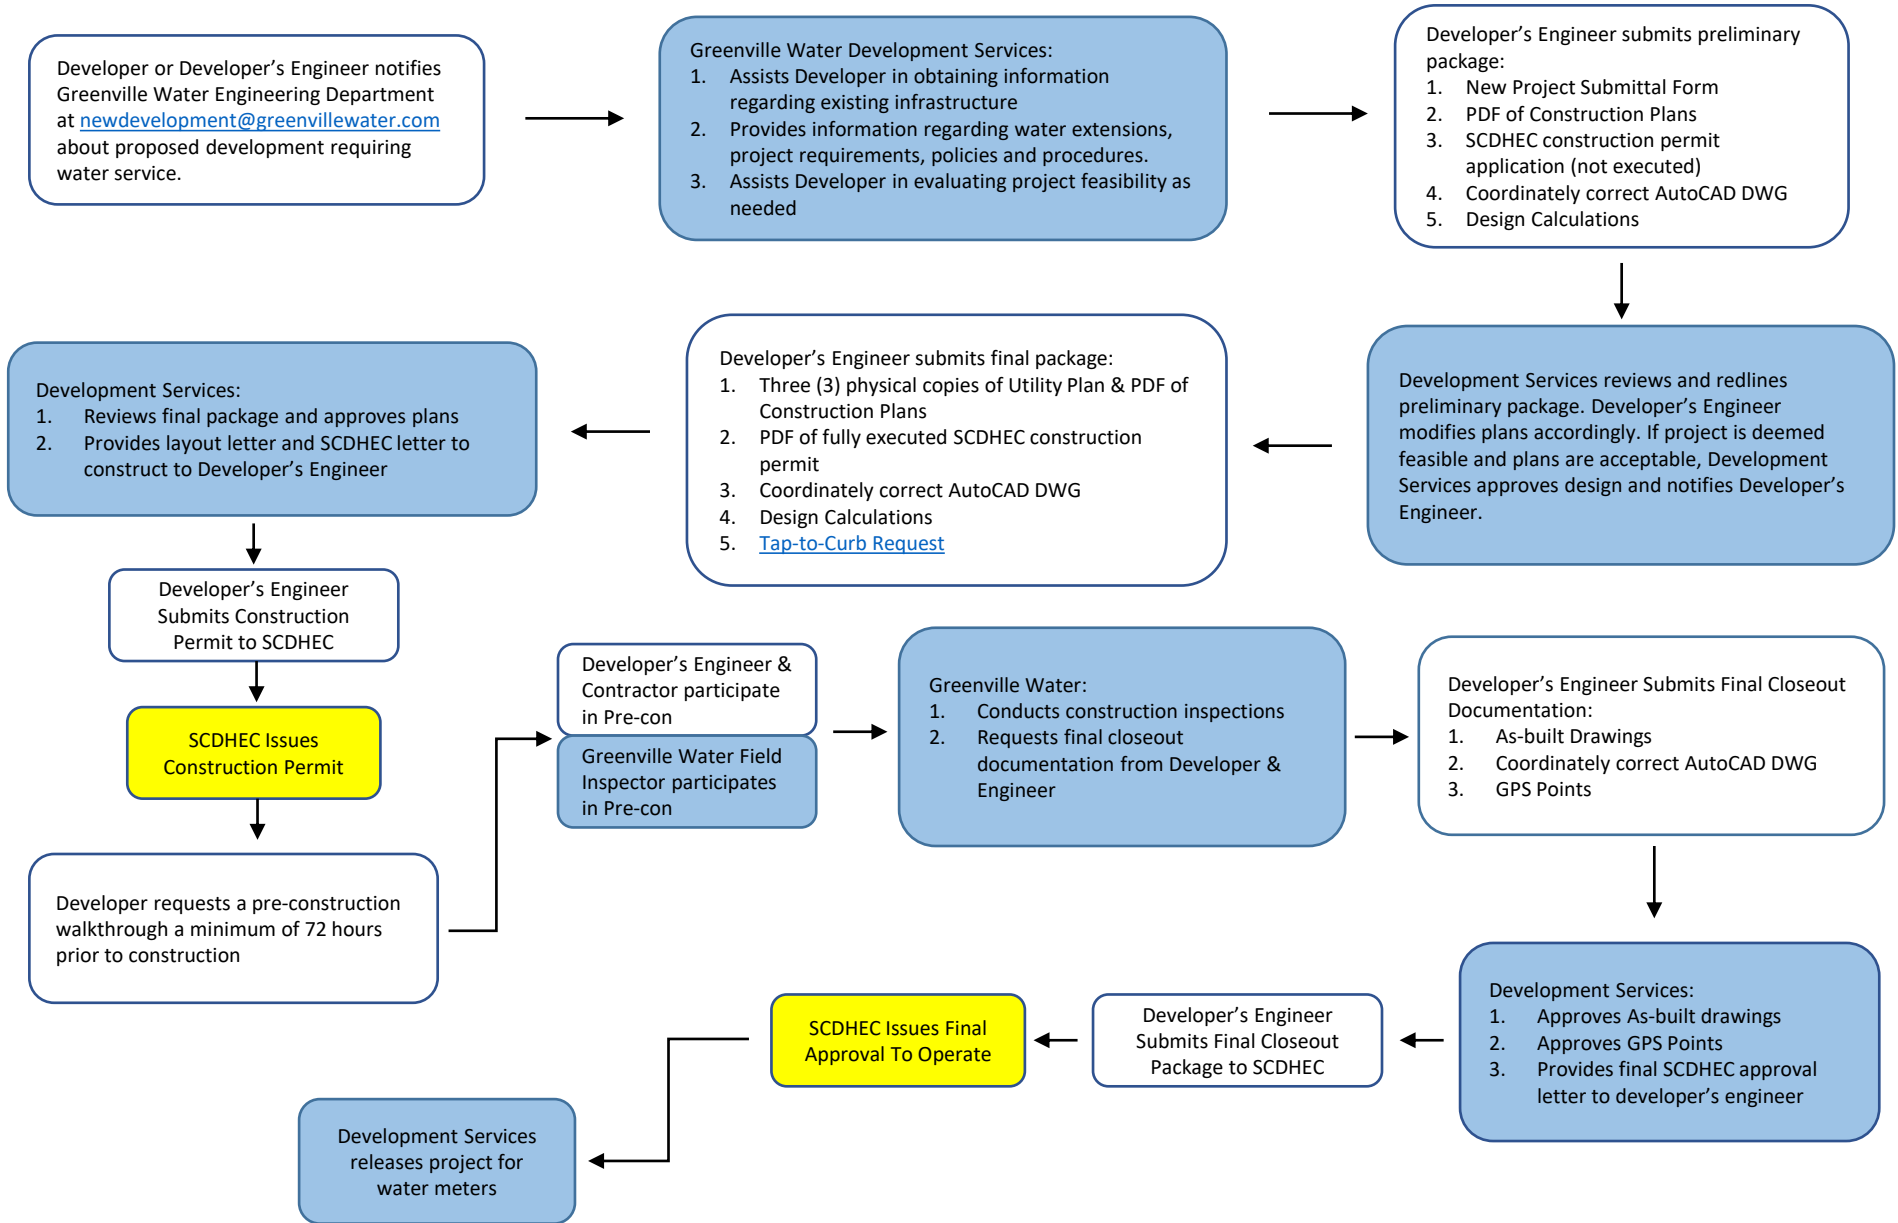 Developer or Developer's Engineer notifies
Greenville Water Engineering Department
at newdevelopment@greenvillewater.com
about proposed development requiring
water service.
Greenville Water Development Services:
1. Assists Developer in obtaining information
regarding existing infrastructure
2. Provides information regarding water extensions,
project requirements, policies and procedures.
3. Assists Developer in evaluating project feasibility as
needed
Developer's Engineer submits preliminary
package:
1. New Project Submittal Form
2. PDF of Construction Plans
3. SCDHEC construction permit
application (not executed)
4. Coordinately correct AutoCAD DWG
5. Design Calculations
Development Services reviews and redlines
preliminary package. Developer's Engineer
modifies plans accordingly. If project is deemed
feasible and plans are acceptable, Development
Services approves design and notifies Developer's
Engineer.
Developer's Engineer submits final package:
1. Three (3) physical copies of Utility Plan & PDF of
Construction Plans
2. PDF of fully executed SCDHEC construction
permit
3. Coordinately correct AutoCAD DWG
4. Design Calculations
5. Tap-to-Curb Request
Development Services:
1. Reviews final package and approves plans
2. Provides layout letter and SCDHEC letter to
construct to Developer's Engineer
Developer's Engineer
Submits Construction
Permit to SCDHEC
SCDHEC Issues
Construction Permit
Developer requests a pre-construction
walkthrough a minimum of 72 hours
prior to construction
Developer's Engineer &
Contractor participate
in Pre-con
Greenville Water Field
Inspector participates
in Pre-con
Greenville Water:
1. Conducts construction inspections
2. Requests final closeout
documentation from Developer &
Engineer
Developer's Engineer Submits Final Closeout
Documentation:
1. As-built Drawings
2. Coordinately correct AutoCAD DWG
3. GPS Points
Development Services:
1. Approves As-built drawings
2. Approves GPS Points
3. Provides final SCDHEC approval
letter to developer's engineer
Developer's Engineer
Submits Final Closeout
Package to SCDHEC
SCDHEC Issues Final
Approval To Operate
Development Services
releases project for
water meters